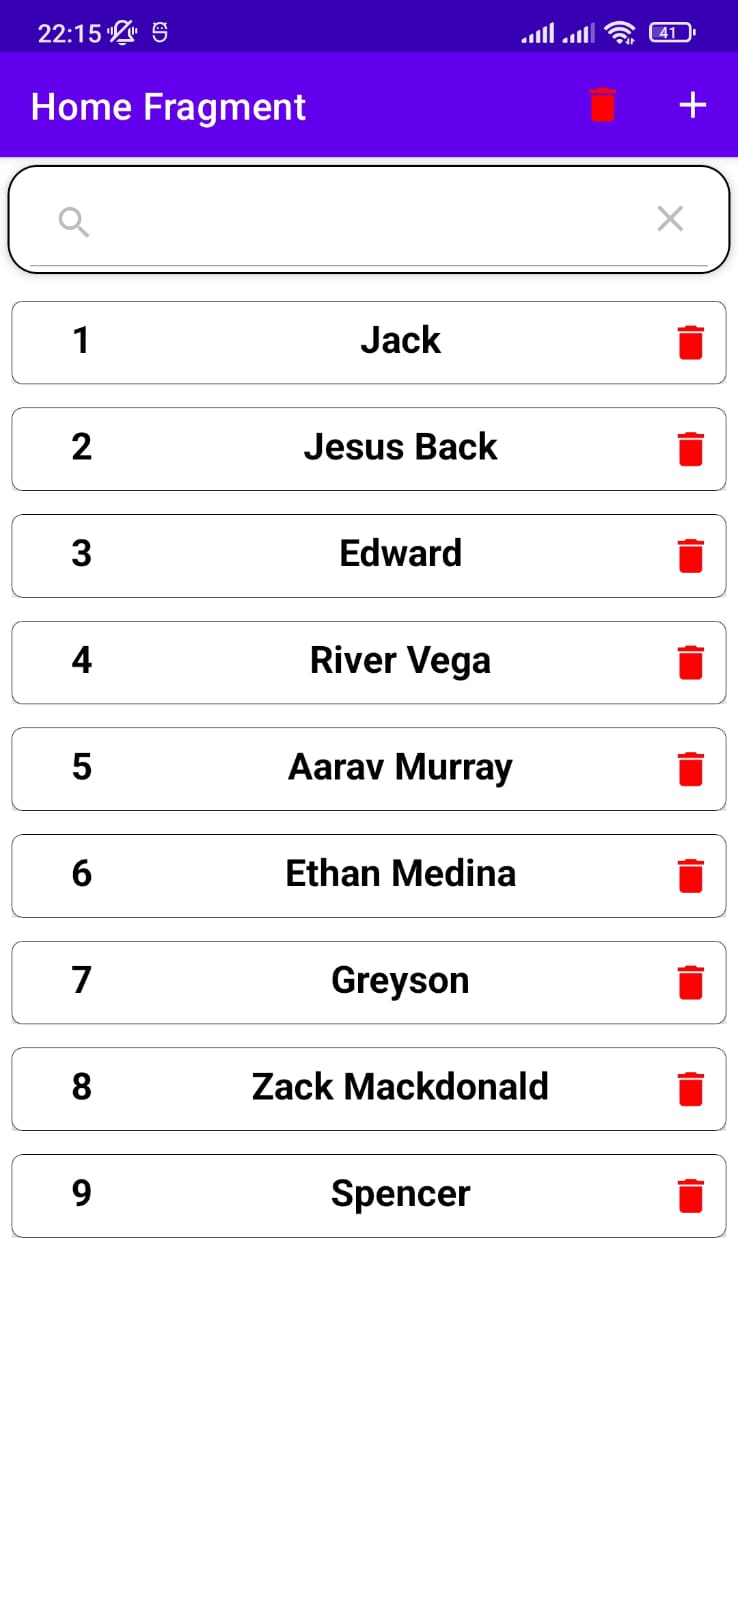 22:15 41
Home Fragment
1 Jack
2 Jesus Back
3 Edward
4 River Vega
5 Aarav Murray
6 Ethan Medina
7 Greyson
8 Zack Mackdonald
9 Spencer